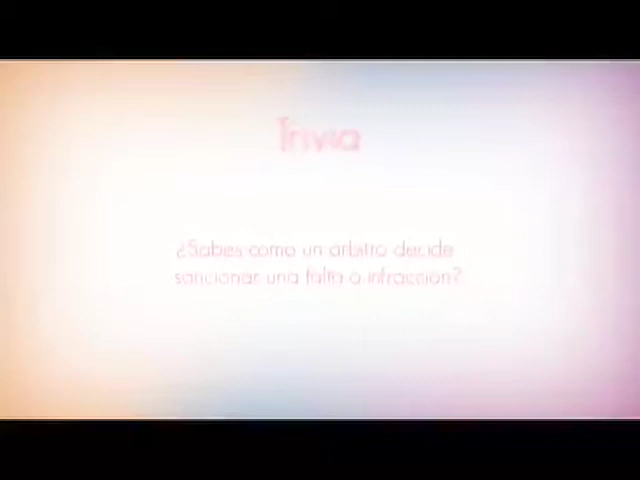 Trivia
¿Sabes como un arbitro decide
sancionar una falta o infraccion?